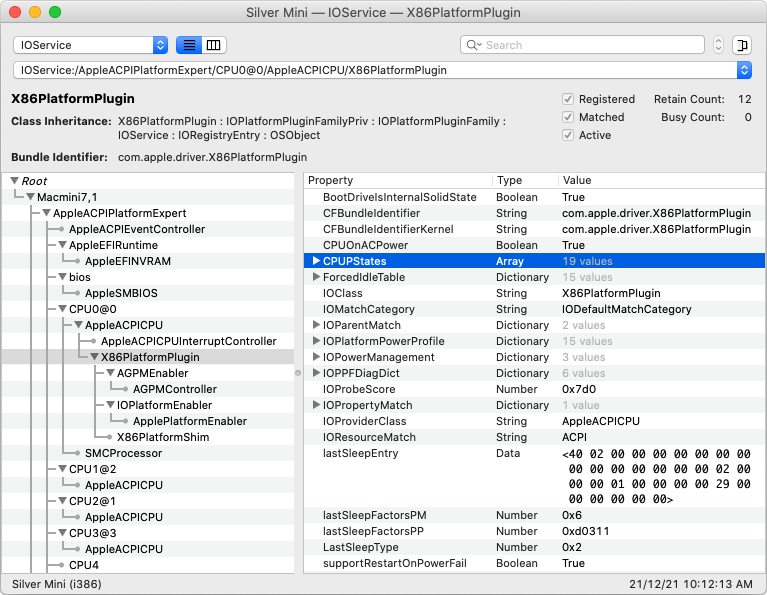 Silver Mini — IOService — X86PlatformPlugin
IOService
Search
IOService:/AppleACPIPlatformExpert/CPU0@0/AppleACPICPU/X86PlatformPlugin
X86PlatformPlugin
Registered Retain Count: 12
Class Inheritance: X86PlatformPlugin : IOPlatformPluginFamilyPriv : IOPlatformPluginFamily :
Matched Busy Count: 0
IOService : IORegistryEntry : OSObject
Active
Bundle Identifier: com.apple.driver.X86PlatformPlugin
Root
Macmini7,1
AppleACPIPlatformExpert
AppleACPIEventController
AppleEFIRuntime
AppleEFINVRAM
bios
AppleSMBIOS
CPU0@0
AppleACPICPU
AppleACPICPUInterruptController
X86PlatformPlugin
AGPMEnabler
AGPMController
IOPlatformEnabler
ApplePlatformEnabler
X86PlatformShim
SMCProcessor
CPU1@2
AppleACPICPU
CPU2@1
AppleACPICPU
CPU3@3
AppleACPICPU
CPU4
Property Type Value
BootDriveIsInternalSolidState Boolean True
CFBundleIdentifier String com.apple.driver.X86PlatformPlugin
CFBundleIdentifierKernel String com.apple.driver.X86PlatformPlugin
CPUOnACPower Boolean True
CPUPStates Array 19 values
ForcedIdleTable Dictionary 15 values
IOClass String X86PlatformPlugin
IOMatchCategory String IODefaultMatchCategory
IOParentMatch Dictionary 2 values
IOPlatformPowerProfile Dictionary 15 values
IOPowerManagement Dictionary 3 values
IOPPFDiagDict Dictionary 6 values
IOProbeScore Number 0x7d0
IOPropertyMatch Dictionary 1 value
IOProviderClass String AppleACPICPU
IOResourceMatch String ACPI
lastSleepEntry Data <40 02 00 00 00 00 00 00 00
00 00 00 00 00 00 02 00
00 00 01 00 00 00 00 29 00
00 00 00 00 00>
lastSleepFactorsPM Number 0x6
lastSleepFactorsPP Number 0xd0311
LastSleepType Number 0x2
supportRestartOnPowerFail Boolean True
Silver Mini (i386)
21/12/21 10:12:13 AM